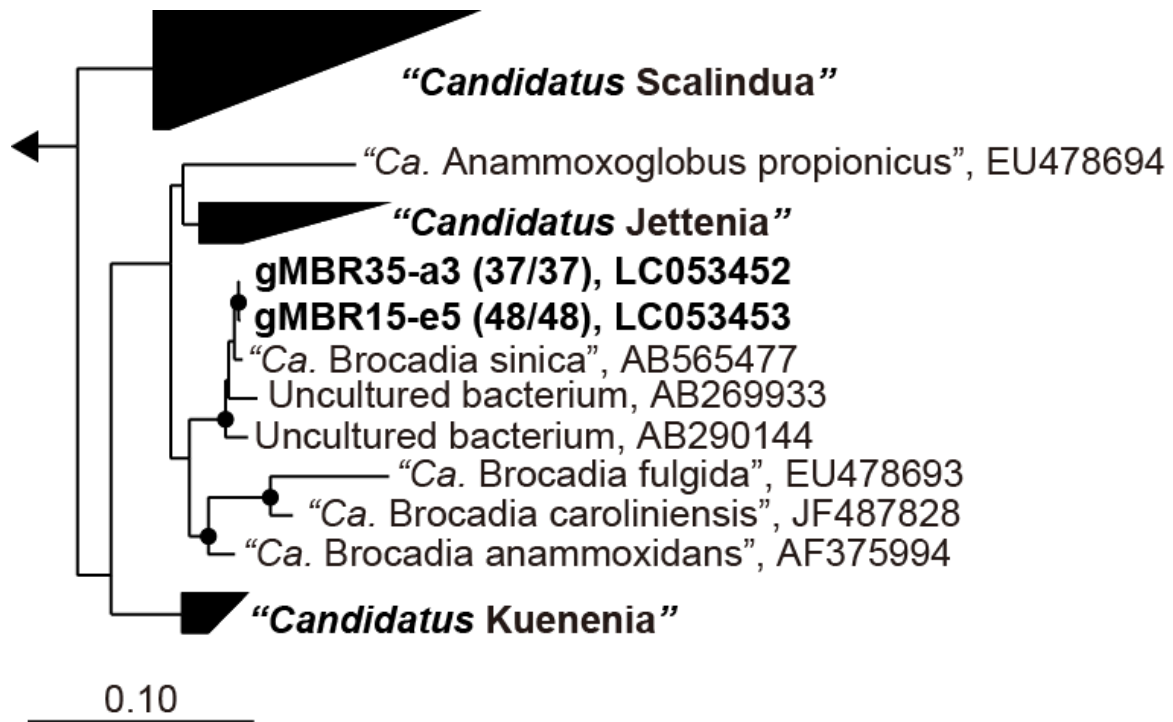 “Candidatus Scalindua”
“Ca. Anammoxoglobus propionicus”, EU478694
“Candidatus Jettenia”
gMBR35-a3 (37/37), LC053452
gMBR15-e5 (48/48), LC053453
“Ca. Brocadia sinica”, AB565477
Uncultured bacterium, AB269933
Uncultured bacterium, AB290144
“Ca. Brocadia fulgida”, EU478693
“Ca. Brocadia caroliniensis”, JF487828
“Ca. Brocadia anammoxidans”, AF375994
“Candidatus Kuenenia”
0.10